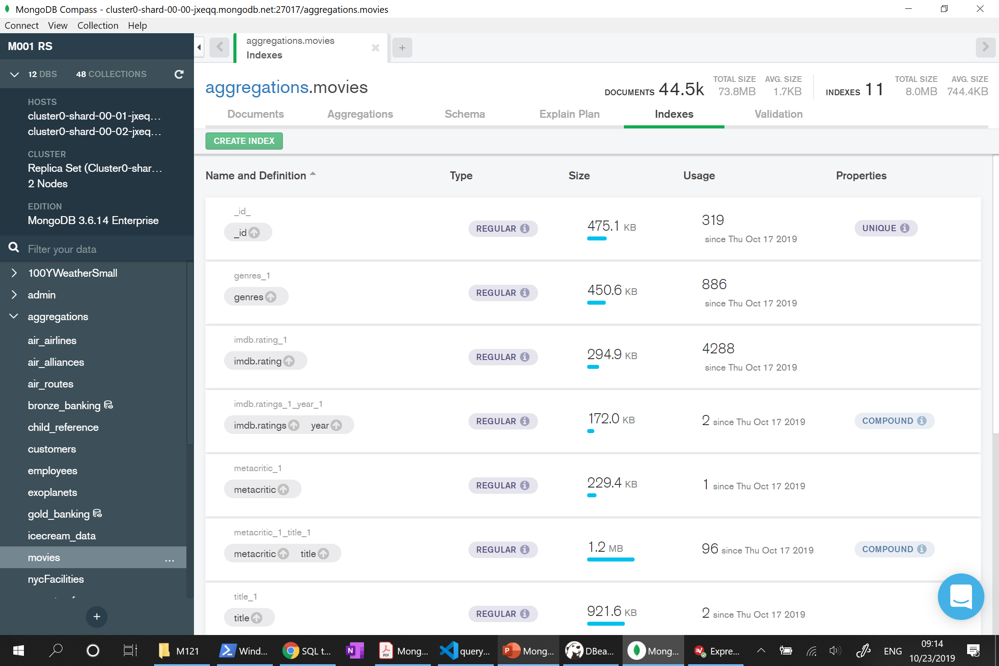 MongoDB Compass - cluster0-shard-00-00-jxeqq.mongodb.net:27017/aggregations.movies
Connect View Collection Help
M001 RS
12 DBS 48 COLLECTIONS
HOSTS
cluster0-shard-00-01-jxeq...
cluster0-shard-00-02-jxeq...
CLUSTER
Replica Set (Cluster0-shar...
2 Nodes
EDITION
MongoDB 3.6.14 Enterprise
Filter your data
100YWeatherSmall
admin
aggregations
air_airlines
air_alliances
air_routes
bronze_banking
child_reference
customers
employees
exoplanets
gold_banking
icecream_data
movies ...
nycFacilities
aggregations.movies
Indexes
aggregations.movies
DOCUMENTS 44.5k TOTAL SIZE 73.8MB AVG. SIZE 1.7KB INDEXES 11 TOTAL SIZE 8.0MB AVG. SIZE 744.4KB
Documents Aggregations Schema Explain Plan Indexes Validation
CREATE INDEX
Name and Definition Type Size Usage Properties
_id_
_id REGULAR 475.1 KB 319 since Thu Oct 17 2019 UNIQUE
genres_1
genres REGULAR 450.6 KB 886 since Thu Oct 17 2019
imdb.rating_1
imdb.rating REGULAR 294.9 KB 4288 since Thu Oct 17 2019
imdb.ratings_1_year_1
imdb.ratings year REGULAR 172.0 KB 2 since Thu Oct 17 2019 COMPOUND
metacritic_1
metacritic REGULAR 229.4 KB 1 since Thu Oct 17 2019
metacritic_1_title_1
metacritic title REGULAR 1.2 MB 96 since Thu Oct 17 2019 COMPOUND
title_1
title REGULAR 921.6 KB 2 since Thu Oct 17 2019
M121 Wind... SQL t... Mong... query... Mong... DBea... Mong... Expre... ENG 09:14
10/23/2019